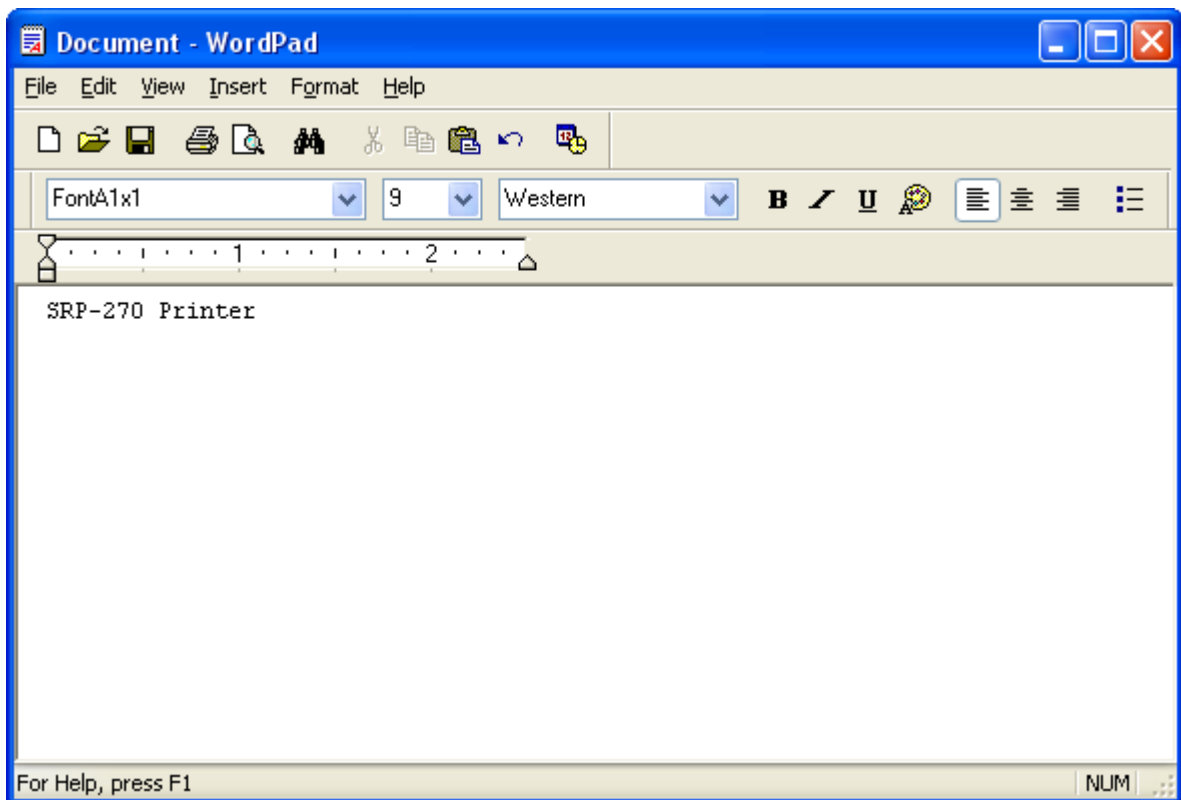 Document - WordPad
File Edit View Insert Format Help
FontA1x1 9 Western B / U
1 2
SRP-270 Printer
For Help, press F1 NUM